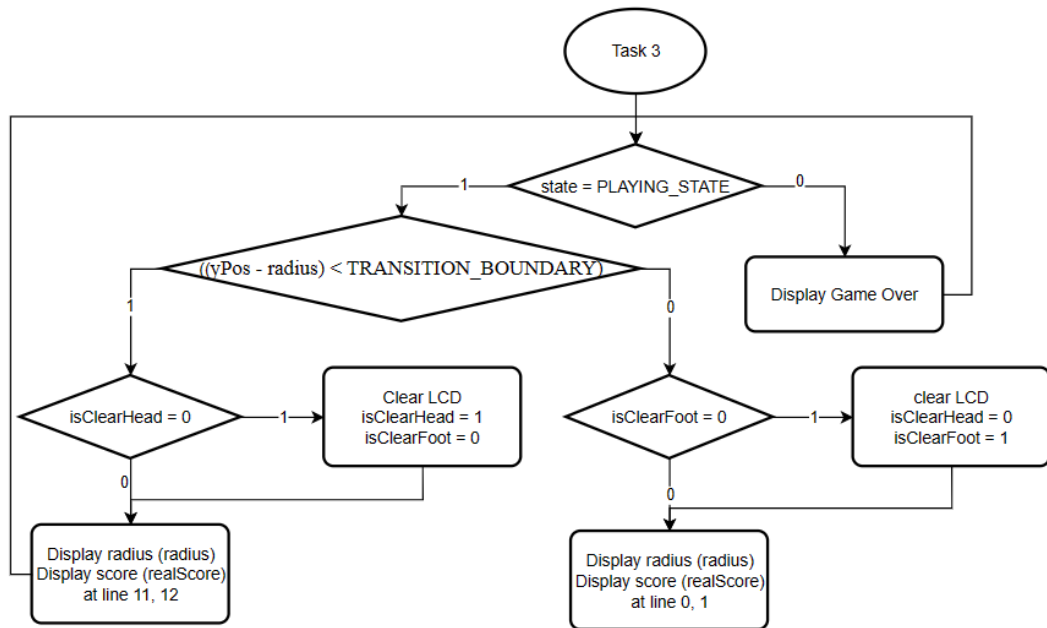 Task 3
state = PLAYING_STATE
1
0
((yPos - radius) < TRANSITION_BOUNDARY)
Display Game Over
1
0
isClearHead = 0
1
Clear LCD
isClearHead = 1
isClearFoot = 0
isClearFoot = 0
1
clear LCD
isClearHead = 0
isClearFoot = 1
0
0
Display radius (radius)
Display score (realScore)
at line 11, 12
Display radius (radius)
Display score (realScore)
at line 0, 1